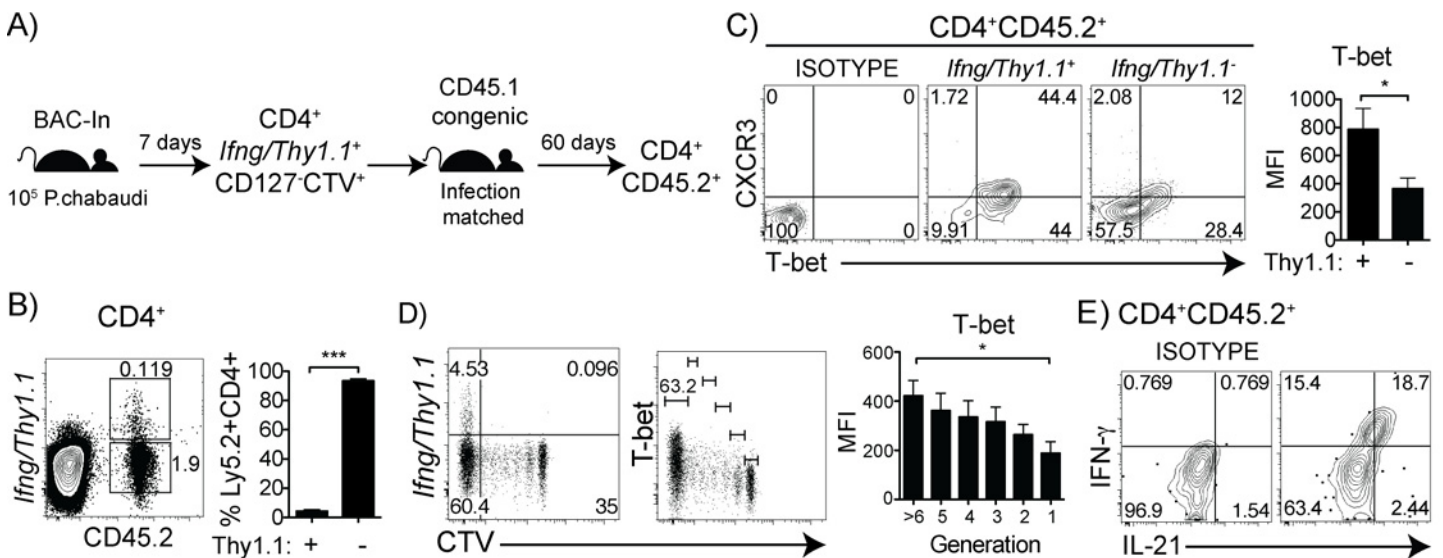 A)
BAC-In
10⁵ P.chabaudi
7 days
CD4⁺
Ifng/Thy1.1⁺
CD127⁻CTV⁺
CD45.1
congenic
Infection
matched
60 days
CD4⁺
CD45.2⁺
B)
CD4⁺
Ifng/Thy1.1
0.119
1.9
CD45.2
% Ly5.2+CD4+
100
80
60
40
20
0
***
Thy1.1: + -
C)
CD4⁺CD45.2⁺
ISOTYPE
Ifng/Thy1.1⁺
Ifng/Thy1.1⁻
CXCR3
0 0
100 0
1.72 44.4
9.91 44
2.08 12
57.5 28.4
T-bet
T-bet
*
MFI
1000
800
600
400
200
0
Thy1.1: + -
D)
Ifng/Thy1.1
4.53 0.096
60.4 35
T-bet
63.2
CTV
T-bet
*
MFI
600
400
200
0
>6 5 4 3 2 1
Generation
E) CD4⁺CD45.2⁺
ISOTYPE
IFN-γ
0.769 0.769
96.9 1.54
15.4 18.7
63.4 2.44
IL-21